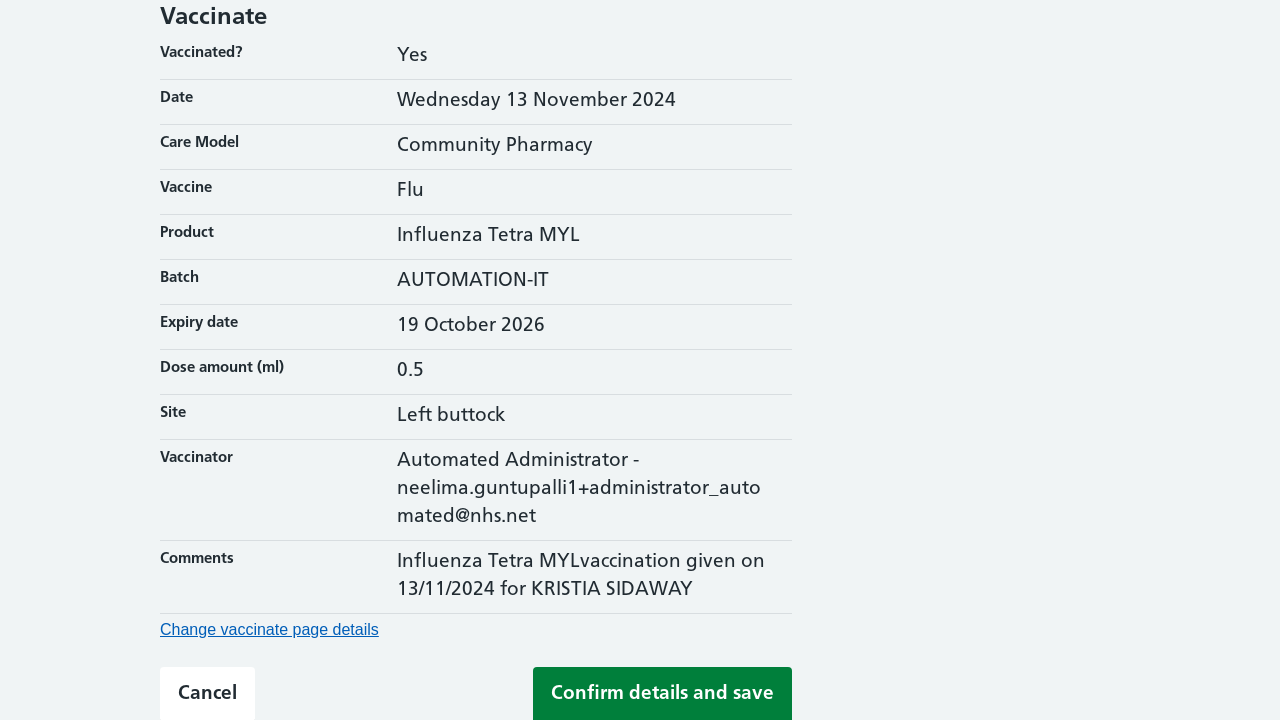 Vaccinate
Vaccinated? Yes
Date Wednesday 13 November 2024
Care Model Community Pharmacy
Vaccine Flu
Product Influenza Tetra MYL
Batch AUTOMATION-IT
Expiry date 19 October 2026
Dose amount (ml) 0.5
Site Left buttock
Vaccinator Automated Administrator -
neelima.guntupalli1+administrator_auto
mated@nhs.net
Comments Influenza Tetra MYLvaccination given on
13/11/2024 for KRISTIA SIDAWAY
Change vaccinate page details
Cancel Confirm details and save